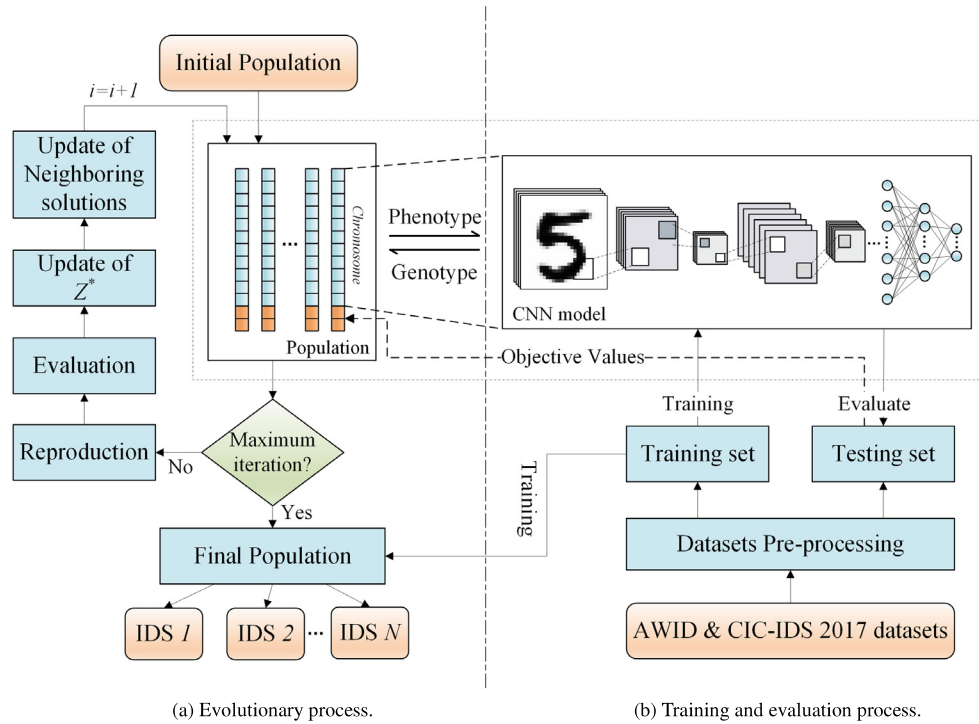 Initial Population
i=i+1
Update of
Neighboring
solutions
Update of
Z*
Evaluation
Reproduction
Chromosome
...
Population
Phenotype
Genotype
5
CNN model
Objective Values
Maximum
iteration?
No
Yes
Training
Training
Evaluate
Training set
Testing set
Final Population
Datasets Pre-processing
IDS 1
IDS 2
...
IDS N
AWID & CIC-IDS 2017 datasets
(a) Evolutionary process.
(b) Training and evaluation process.